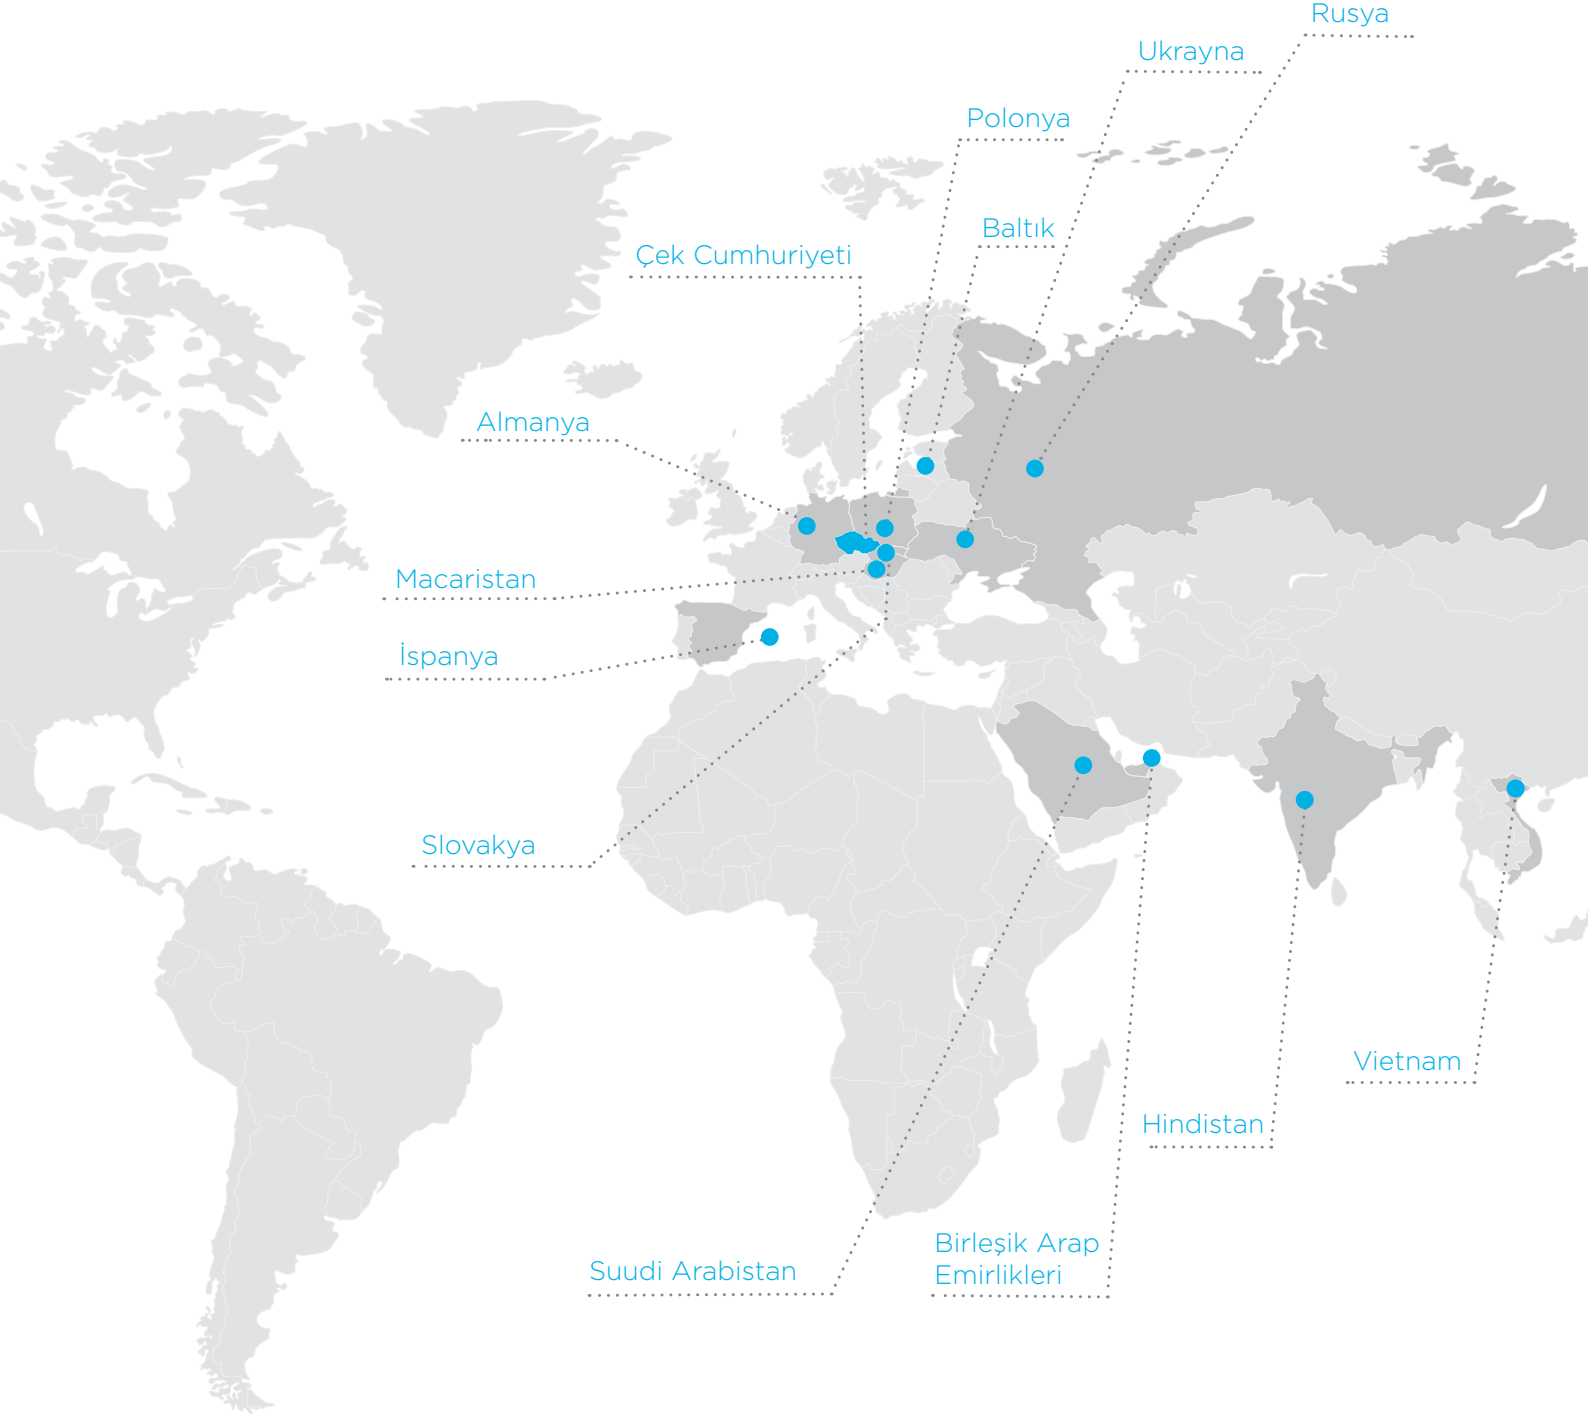 Rusya
Ukrayna
Polonya
Baltık
Çek Cumhuriyeti
Almanya
Macaristan
İspanya
Slovakya
Vietnam
Hindistan
Birleşik Arap
Emirlikleri
Suudi Arabistan